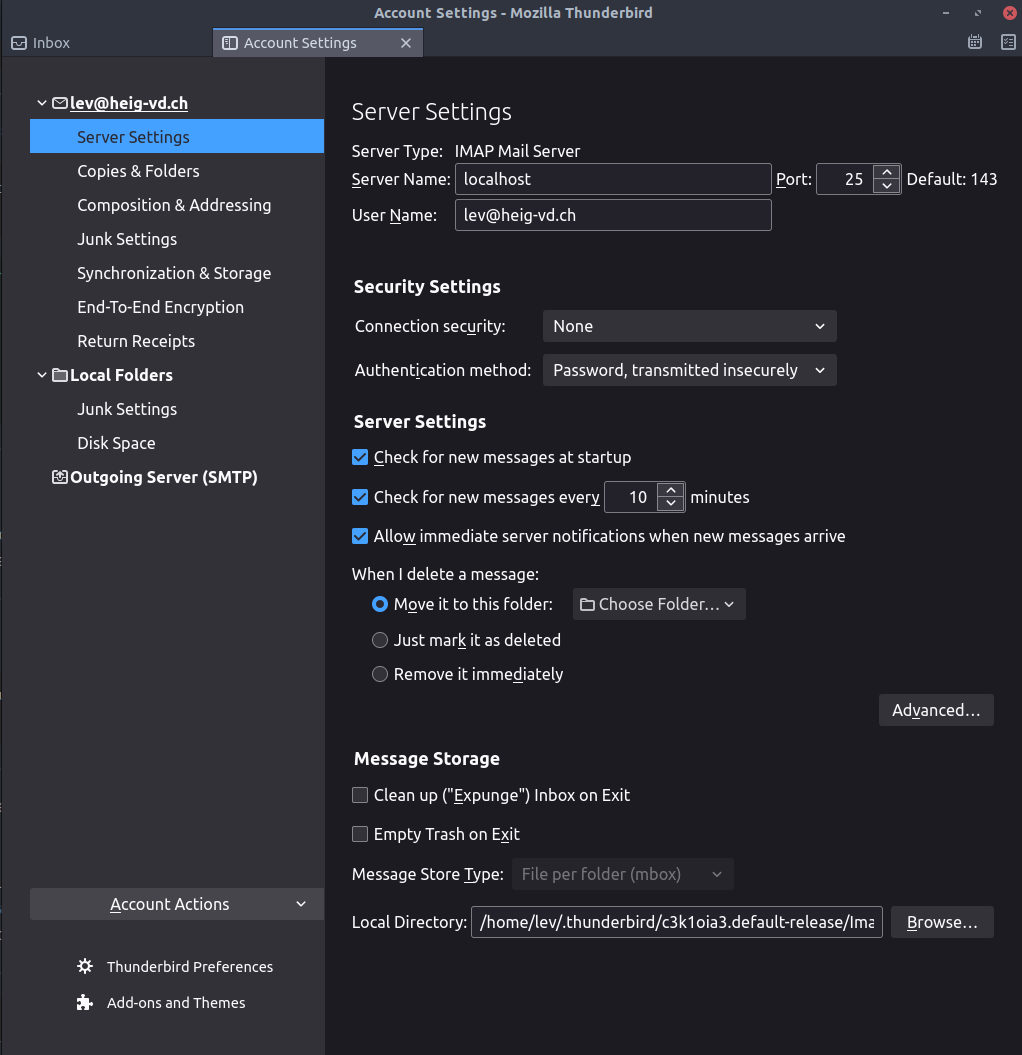 Account Settings - Mozilla Thunderbird
Inbox
Account Settings
lev@heig-vd.ch
Server Settings
Copies & Folders
Composition & Addressing
Junk Settings
Synchronization & Storage
End-To-End Encryption
Return Receipts
Local Folders
Junk Settings
Disk Space
Outgoing Server (SMTP)
Account Actions
Thunderbird Preferences
Add-ons and Themes
Server Settings
Server Type: IMAP Mail Server
Server Name: localhost Port: 25 Default: 143
User Name: lev@heig-vd.ch
Security Settings
Connection security: None
Authentication method: Password, transmitted insecurely
Server Settings
Check for new messages at startup
Check for new messages every 10 minutes
Allow immediate server notifications when new messages arrive
When I delete a message:
Move it to this folder: Choose Folder...
Just mark it as deleted
Remove it immediately
Advanced...
Message Storage
Clean up ("Expunge") Inbox on Exit
Empty Trash on Exit
Message Store Type: File per folder (mbox)
Local Directory: /home/lev/.thunderbird/c3k1oia3.default-release/Ima Browse...